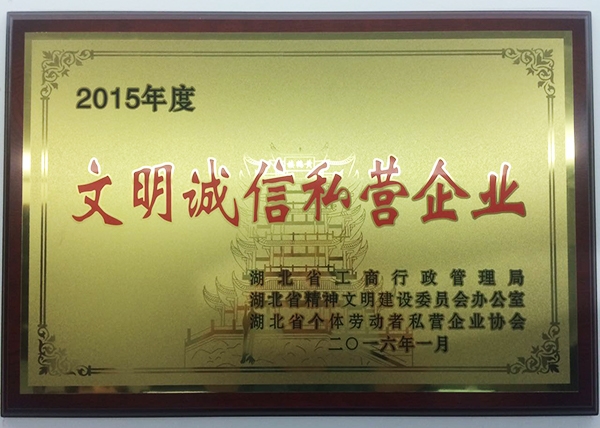 2015年度
文明诚信私营企业
湖北省工商行政管理局
湖北省精神文明建设委员会办公室
湖北省个体劳动者私营企业协会
二〇一六年一月